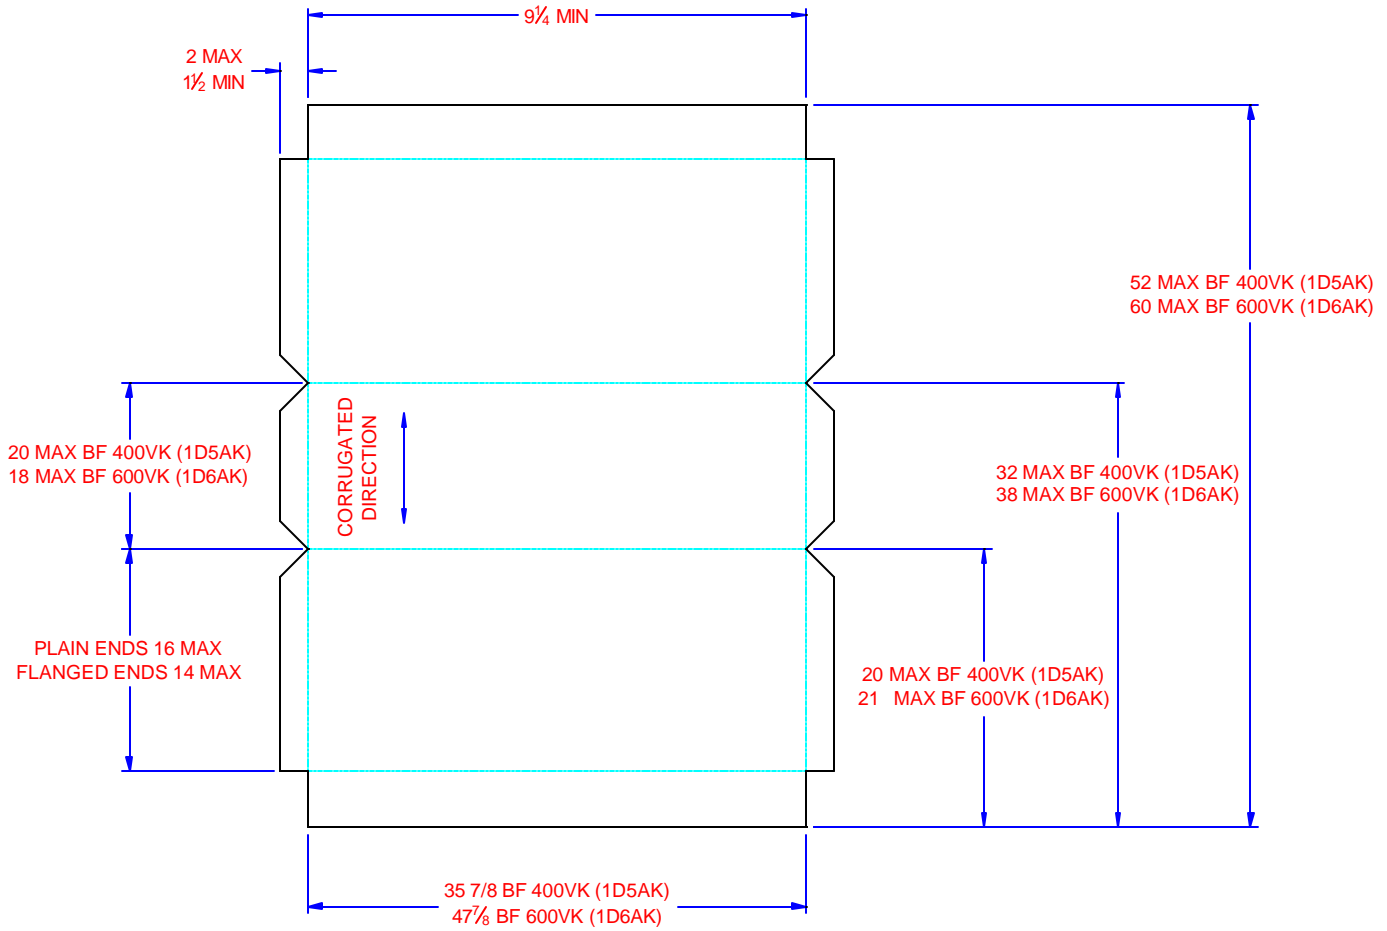 9¼ MIN
2 MAX
1½ MIN
52 MAX BF 400VK (1D5AK)
60 MAX BF 600VK (1D6AK)
CORRUGATED
DIRECTION
20 MAX BF 400VK (1D5AK)
18 MAX BF 600VK (1D6AK)
32 MAX BF 400VK (1D5AK)
38 MAX BF 600VK (1D6AK)
PLAIN ENDS 16 MAX
FLANGED ENDS 14 MAX
20 MAX BF 400VK (1D5AK)
21 MAX BF 600VK (1D6AK)
35 7/8 BF 400VK (1D5AK)
47⅞ BF 600VK (1D6AK)